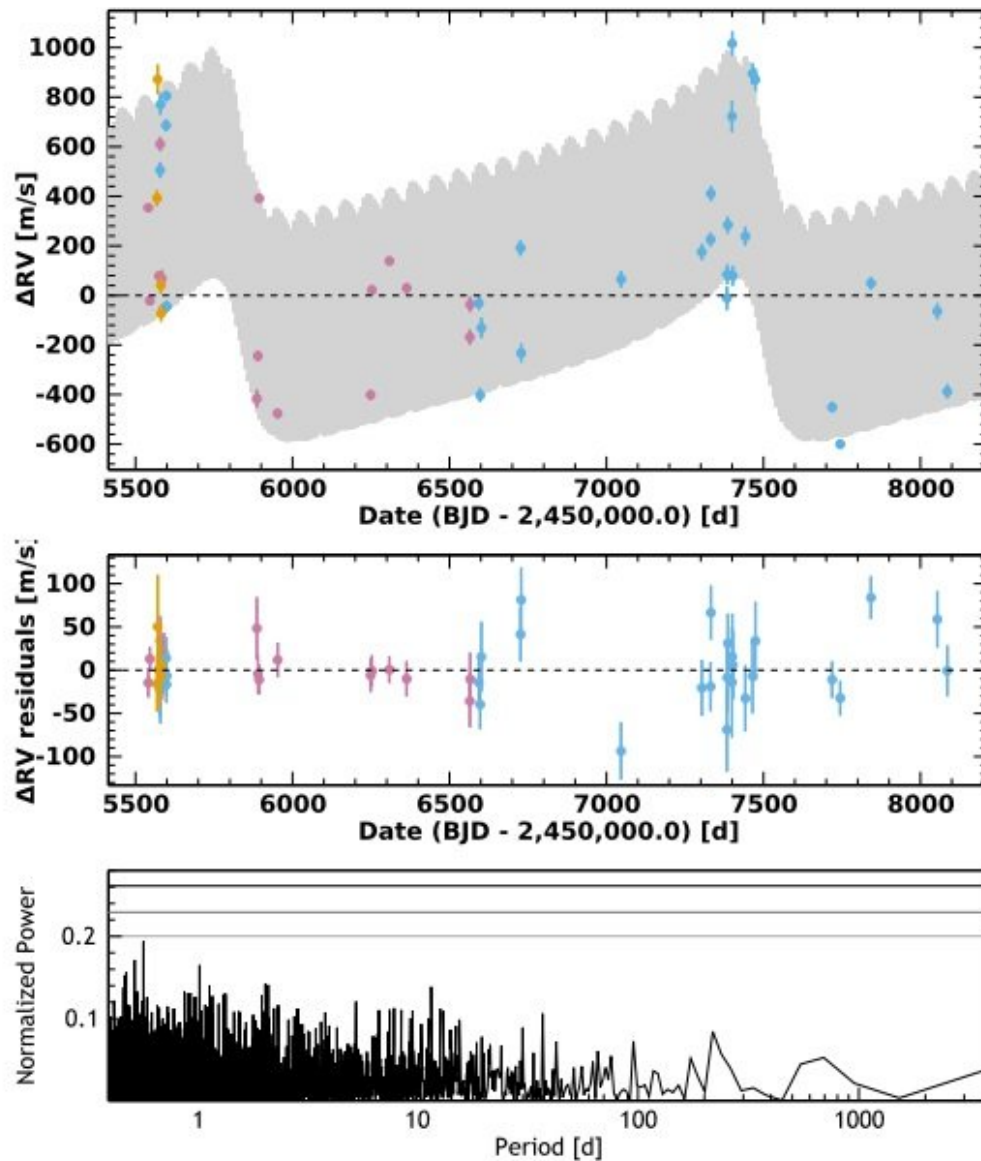 1000
800
600
400
200
0
-200
-400
-600
ΔRV [m/s]
5500 6000 6500 7000 7500 8000
Date (BJD - 2,450,000.0) [d]
100
50
0
-50
-100
ΔRV residuals [m/s]
5500 6000 6500 7000 7500 8000
Date (BJD - 2,450,000.0) [d]
0.2
0.1
Normalized Power
1 10 100 1000
Period [d]